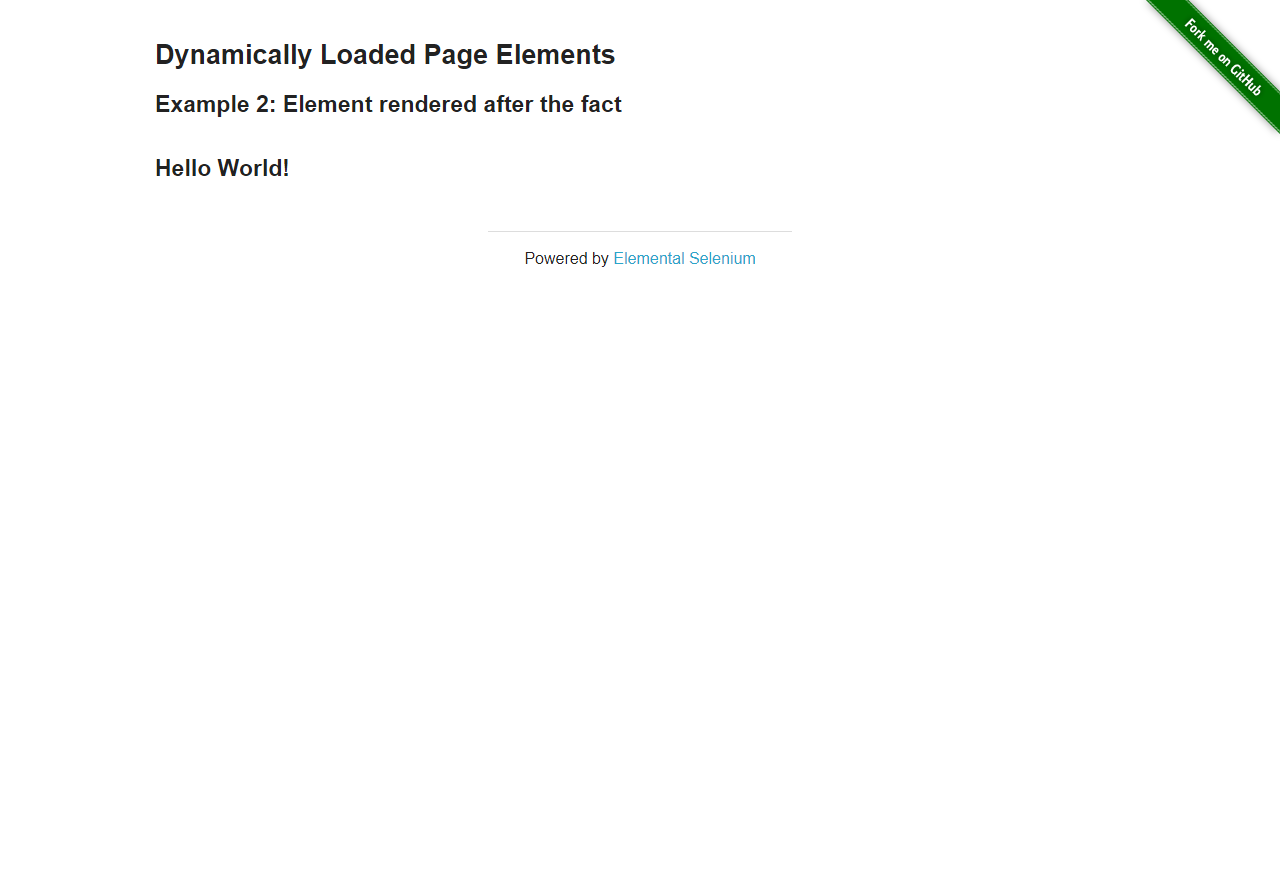 Fork me on GitHub
Dynamically Loaded Page Elements
Example 2: Element rendered after the fact
Hello World!
Powered by Elemental Selenium